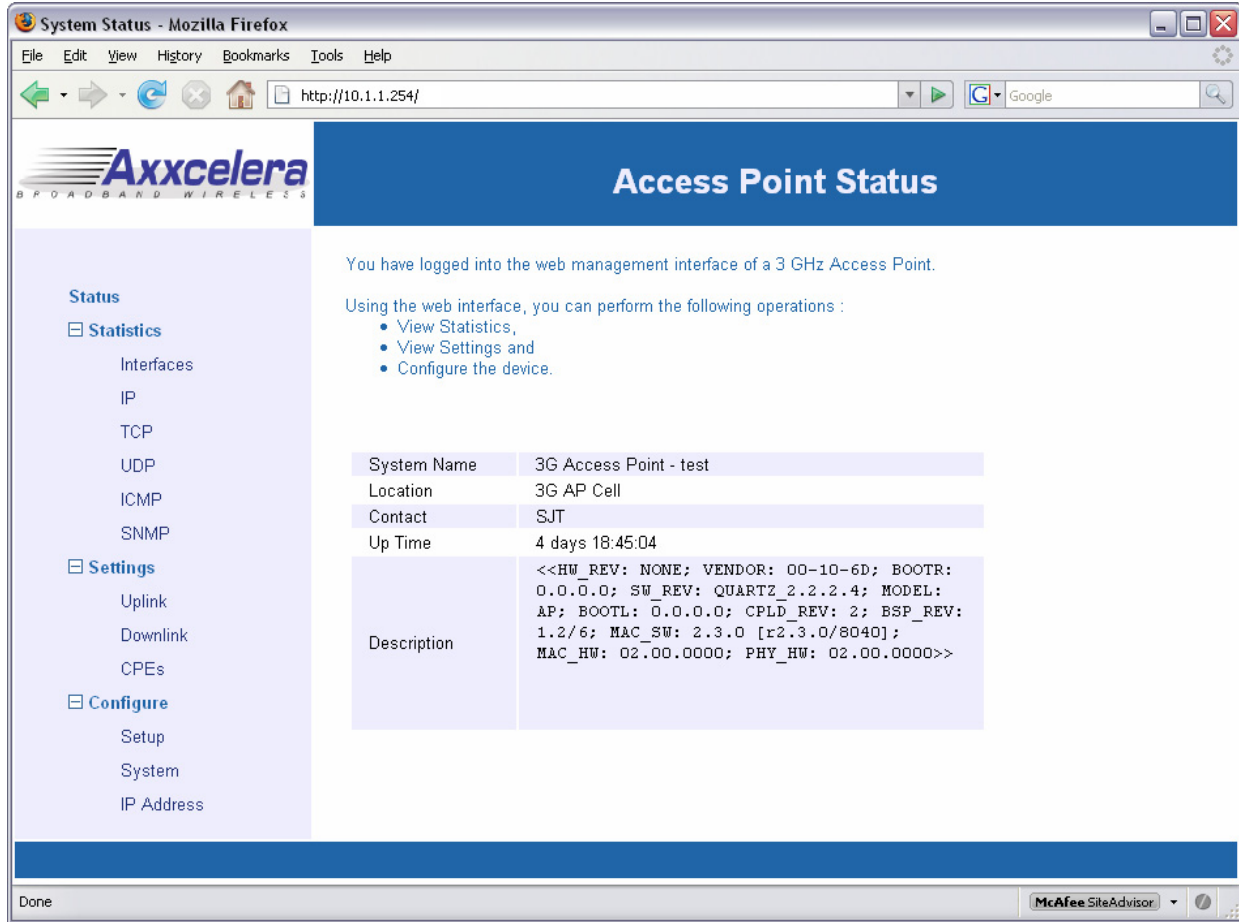 System Status - Mozilla Firefox
File Edit View History Bookmarks Tools Help
http://10.1.1.254/
G Google
Axxcelera
BROADBAND WIRELESS
Access Point Status
Status
Statistics
Interfaces
IP
TCP
UDP
ICMP
SNMP
Settings
Uplink
Downlink
CPEs
Configure
Setup
System
IP Address
You have logged into the web management interface of a 3 GHz Access Point.
Using the web interface, you can perform the following operations :
• View Statistics,
• View Settings and
• Configure the device.
System Name 3G Access Point - test
Location 3G AP Cell
Contact SJT
Up Time 4 days 18:45:04
Description
<<HW_REV: NONE; VENDOR: 00-10-6D; BOOTR:
0.0.0.0; SW_REV: QUARTZ_2.2.2.4; MODEL:
AP; BOOTL: 0.0.0.0; CPLD_REV: 2; BSP_REV:
1.2/6; MAC_SW: 2.3.0 [r2.3.0/8040];
MAC_HW: 02.00.0000; PHY_HW: 02.00.0000>>
Done
McAfee SiteAdvisor